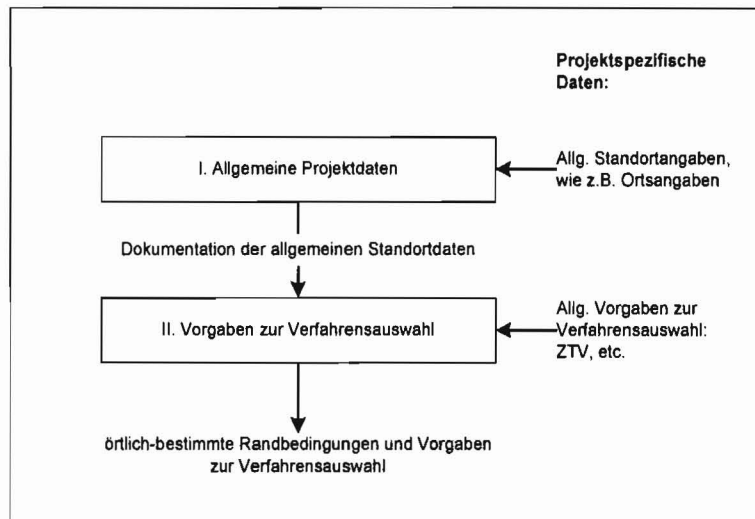 Projektspezifische
Daten:
I. Allgemeine Projektdaten
Allg. Standortangaben,
wie z.B. Ortsangaben
Dokumentation der allgemeinen Standortdaten
II. Vorgaben zur Verfahrensauswahl
Allg. Vorgaben zur
Verfahrensauswahl:
ZTV, etc.
örtlich-bestimmte Randbedingungen und Vorgaben
zur Verfahrensauswahl